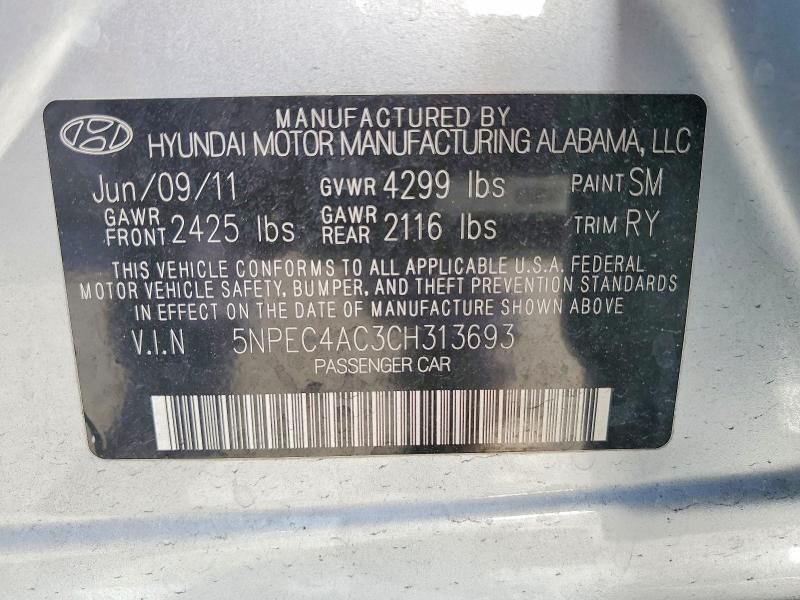 MANUFACTURED BY
HYUNDAI MOTOR MANUFACTURING ALABAMA, LLC
Jun/09/11 GVWR 4299 lbs PAINT SM
GAWR FRONT 2425 lbs GAWR REAR 2116 lbs TRIM RY
THIS VEHICLE CONFORMS TO ALL APPLICABLE U.S.A. FEDERAL
MOTOR VEHICLE SAFETY, BUMPER, AND THEFT PREVENTION STANDARDS
IN EFFECT ON THE DATE OF MANUFACTURE SHOWN ABOVE
V.I.N 5NPEC4AC3CH313693
PASSENGER CAR